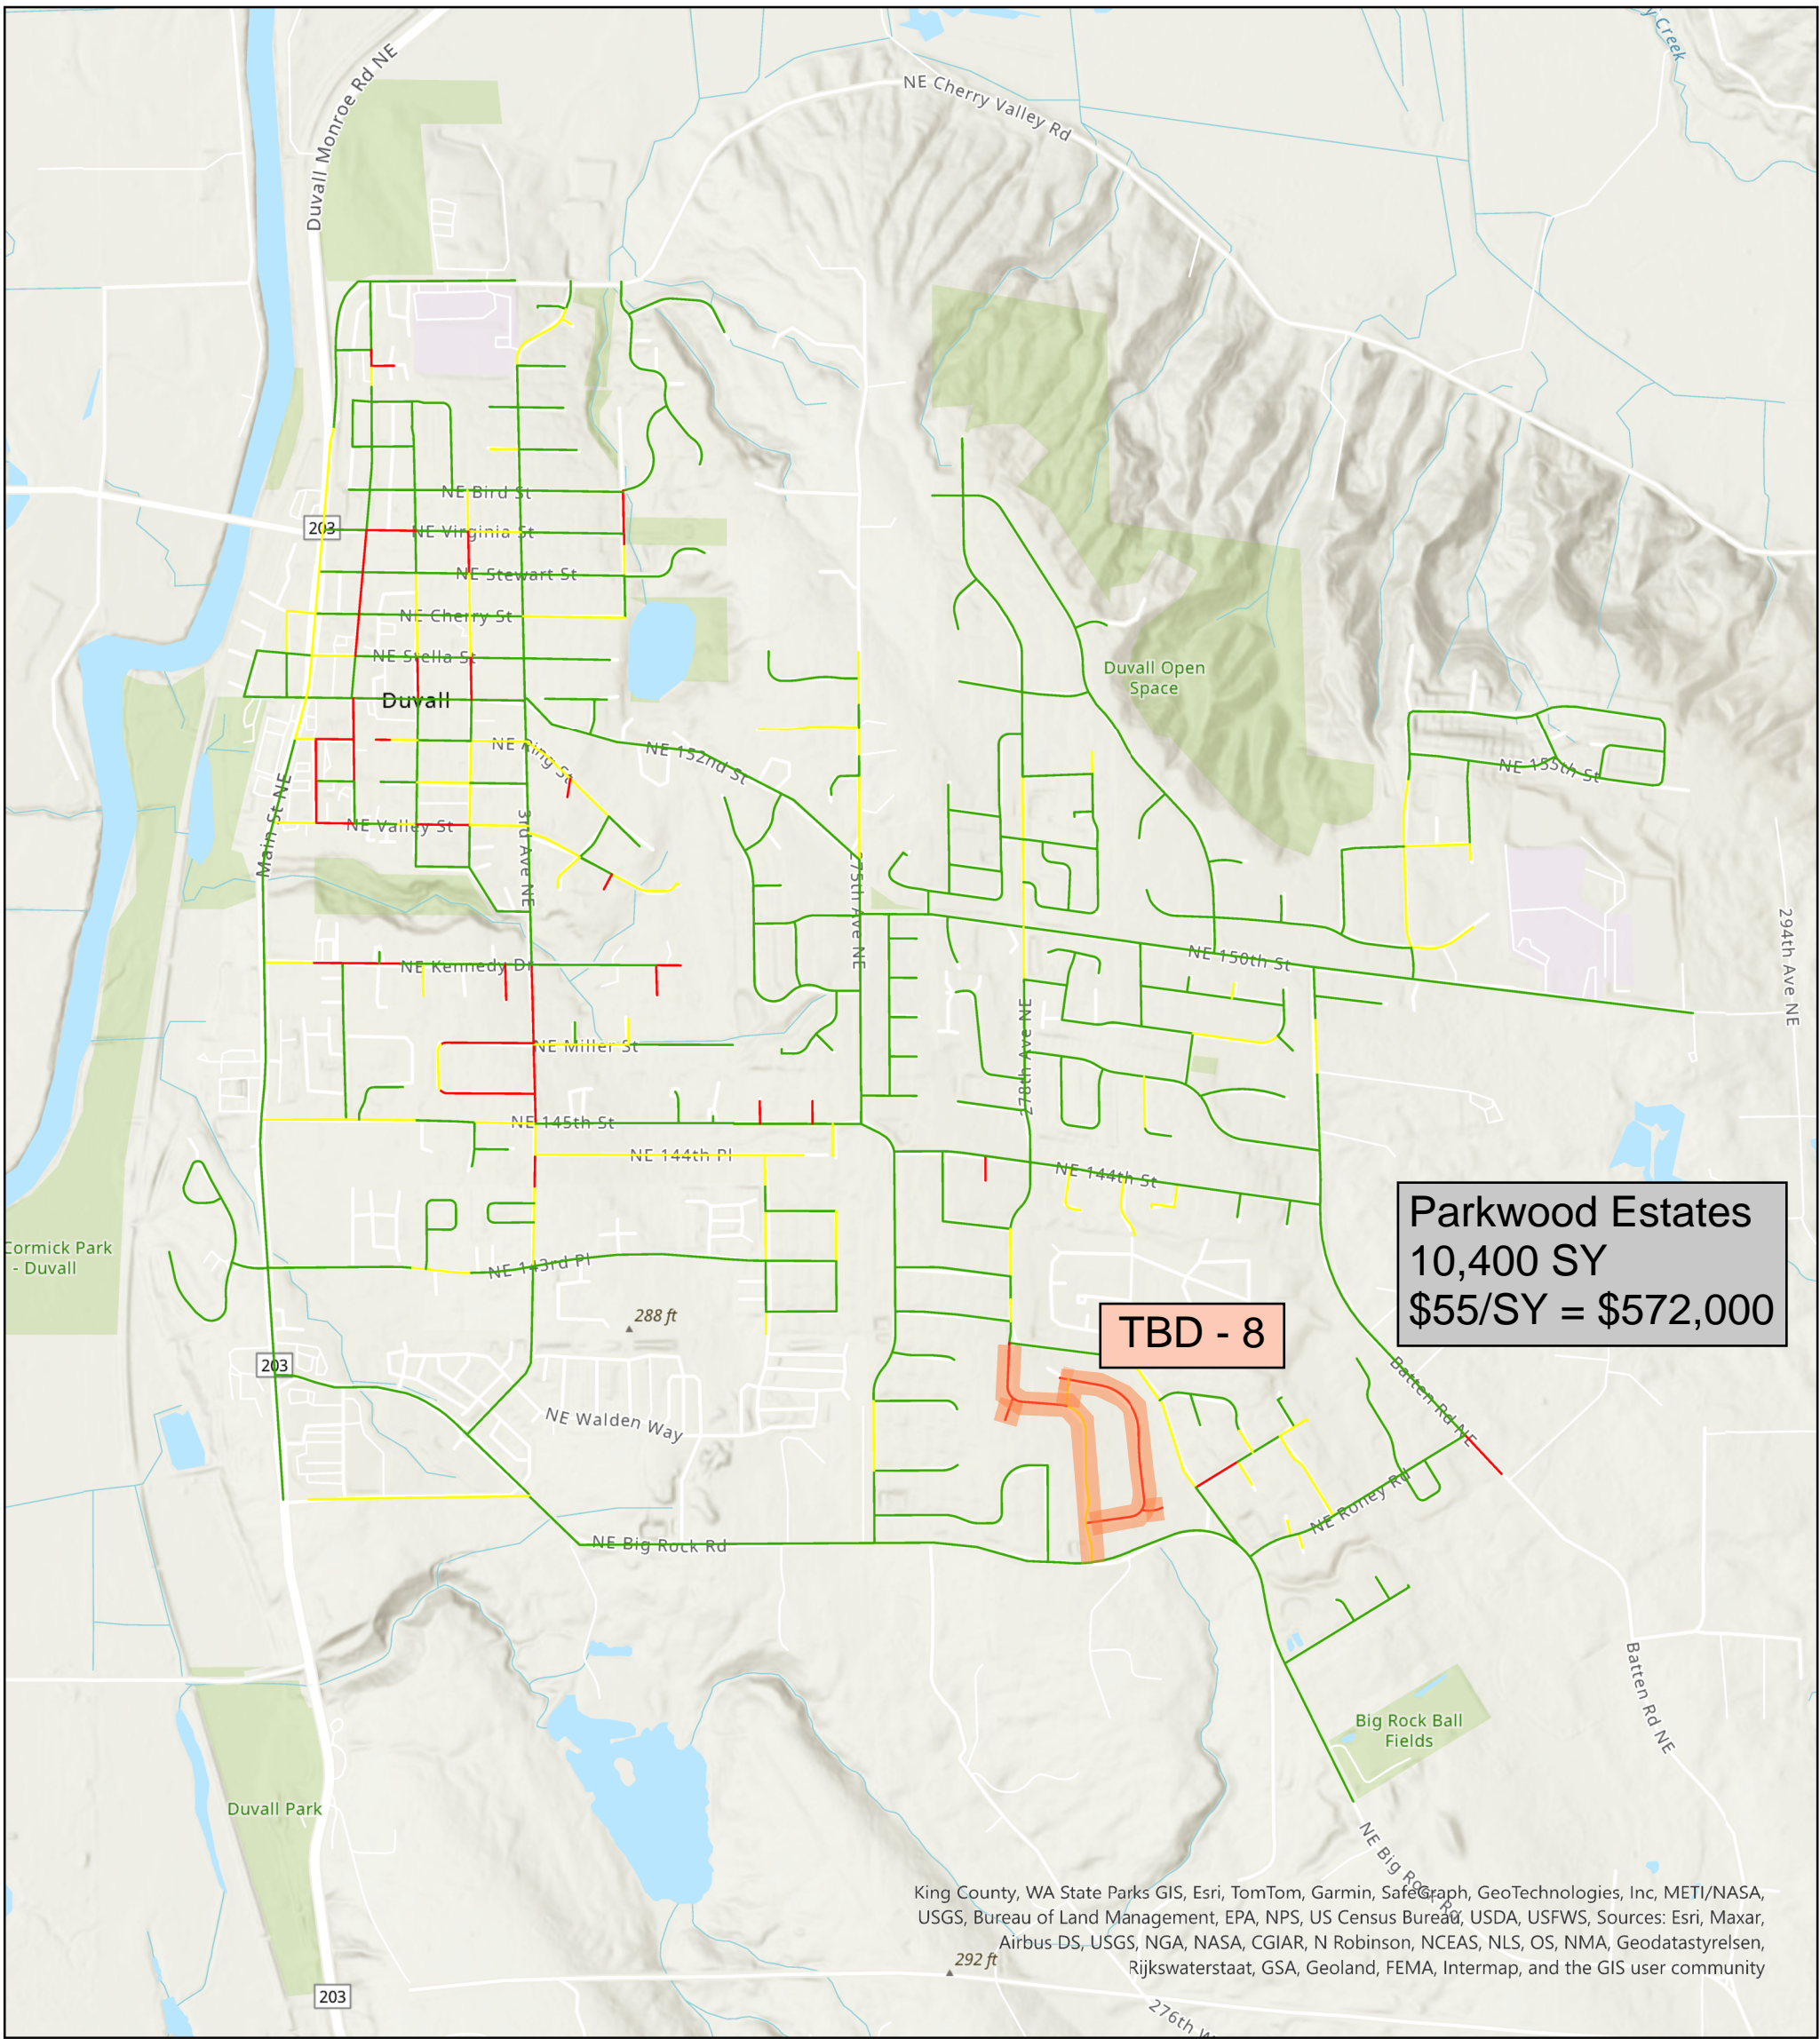 y Creek
Duvall Monroe Rd NE
NE Cherry Valley Rd
NE Bird St
203
NE Virginia St
NE Stewart St
NE Cherry St
NE Stella St
Duvall
Duvall Open
Space
NE Ring St
NE 152nd St
NE 155th St
Main St NE
NE Valley St
3rd Ave NE
275th Ave NE
294th Ave NE
NE Kennedy Dr
NE 150th St
NE Miller St
278th Ave NE
NE 145th St
NE 144th Pl
NE 144th St
Parkwood Estates
10,400 SY
$55/SY = $572,000
Cormick Park
- Duvall
NE 143rd Pl
288 ft
TBD - 8
203
Batten Rd NE
NE Walden Way
NE Roney Rd
NE Big Rock Rd
Batten Rd NE
Big Rock Ball
Fields
Duvall Park
NE Big Rock Rd
King County, WA State Parks GIS, Esri, TomTom, Garmin, SafeGraph, GeoTechnologies, Inc, METI/NASA,
USGS, Bureau of Land Management, EPA, NPS, US Census Bureau, USDA, USFWS, Sources: Esri, Maxar,
Airbus DS, USGS, NGA, NASA, CGIAR, N Robinson, NCEAS, NLS, OS, NMA, Geodatastyrelsen,
Rijkswaterstaat, GSA, Geoland, FEMA, Intermap, and the GIS user community
292 ft
203
276th W